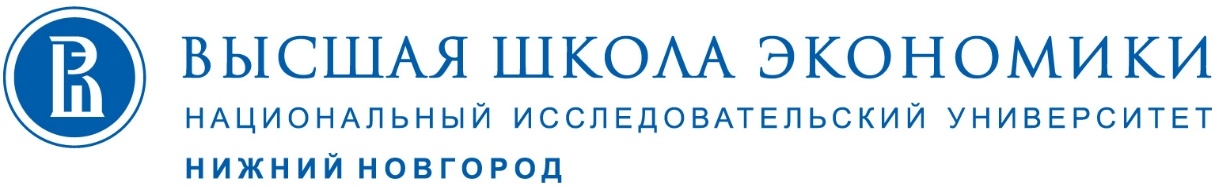 ВЫСШАЯ ШКОЛА ЭКОНОМИКИ
НАЦИОНАЛЬНЫЙ ИССЛЕДОВАТЕЛЬСКИЙ УНИВЕРСИТЕТ
НИЖНИЙ НОВГОРОД